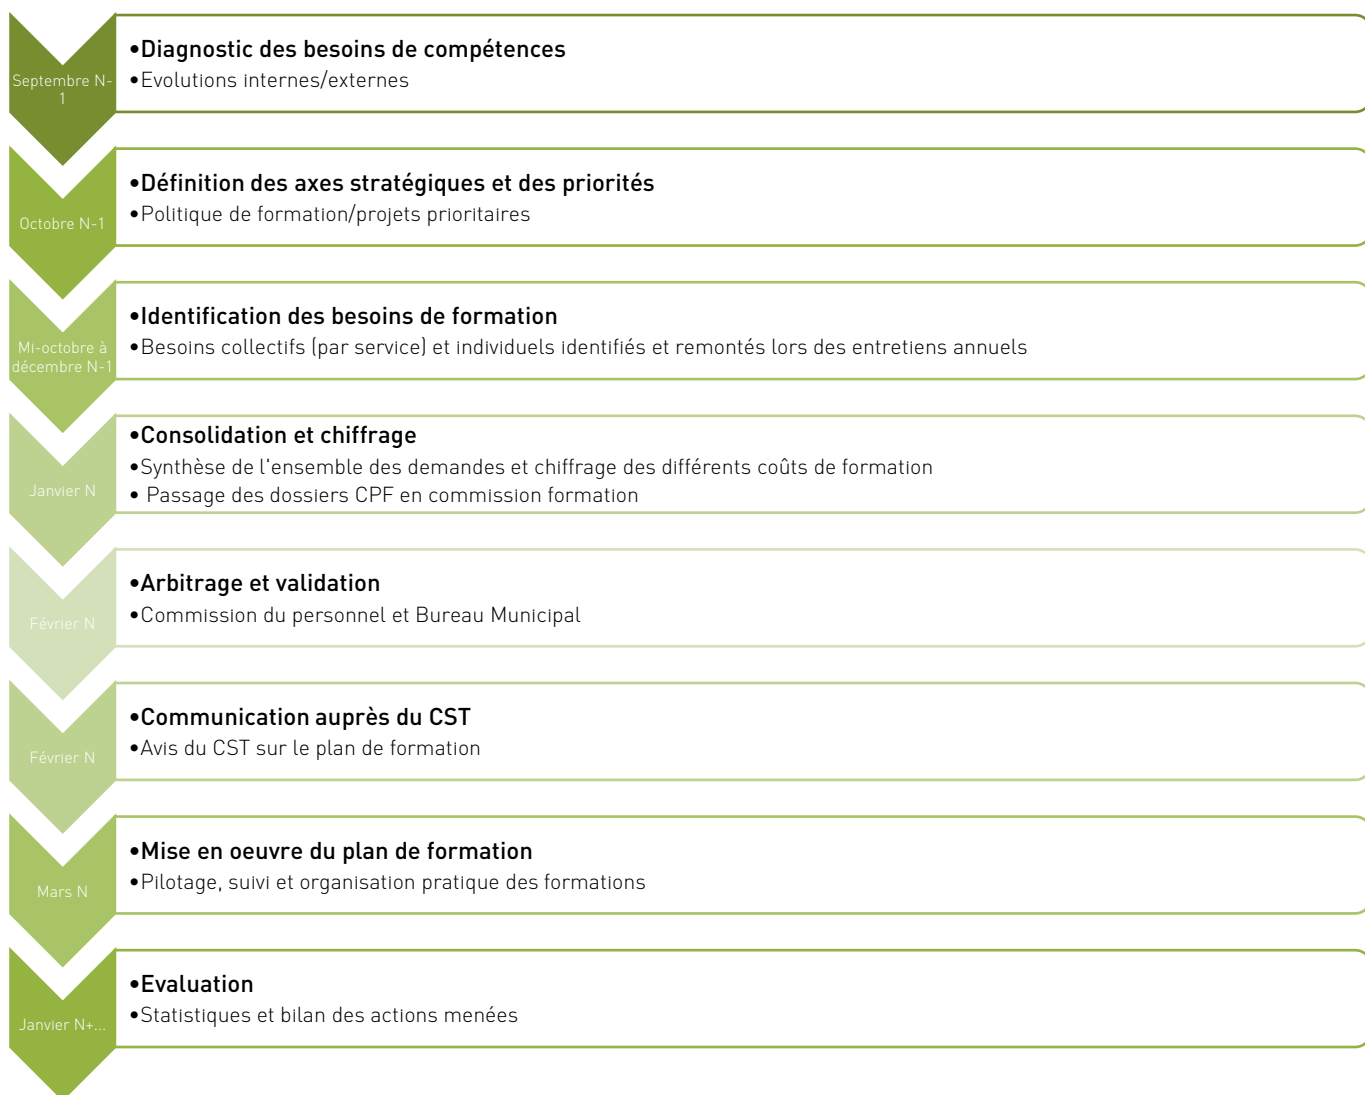 Septembre N-
1
•Diagnostic des besoins de compétences
•Evolutions internes/externes
Octobre N-1
•Définition des axes stratégiques et des priorités
•Politique de formation/projets prioritaires
Mi-octobre à
décembre N-1
•Identification des besoins de formation
•Besoins collectifs (par service) et individuels identifiés et remontés lors des entretiens annuels
Janvier N
•Consolidation et chiffrage
•Synthèse de l'ensemble des demandes et chiffrage des différents coûts de formation
• Passage des dossiers CPF en commission formation
Février N
•Arbitrage et validation
•Commission du personnel et Bureau Municipal
Février N
•Communication auprès du CST
•Avis du CST sur le plan de formation
Mars N
•Mise en oeuvre du plan de formation
•Pilotage, suivi et organisation pratique des formations
Janvier N+...
•Evaluation
•Statistiques et bilan des actions menées